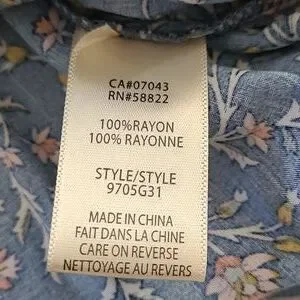 CA#07043
RN#58822
100%RAYON
100% RAYONNE
STYLE/STYLE
9705G31
MADE IN CHINA
FAIT DANS LA CHINE
CARE ON REVERSE
NETTOYAGE AU REVERS